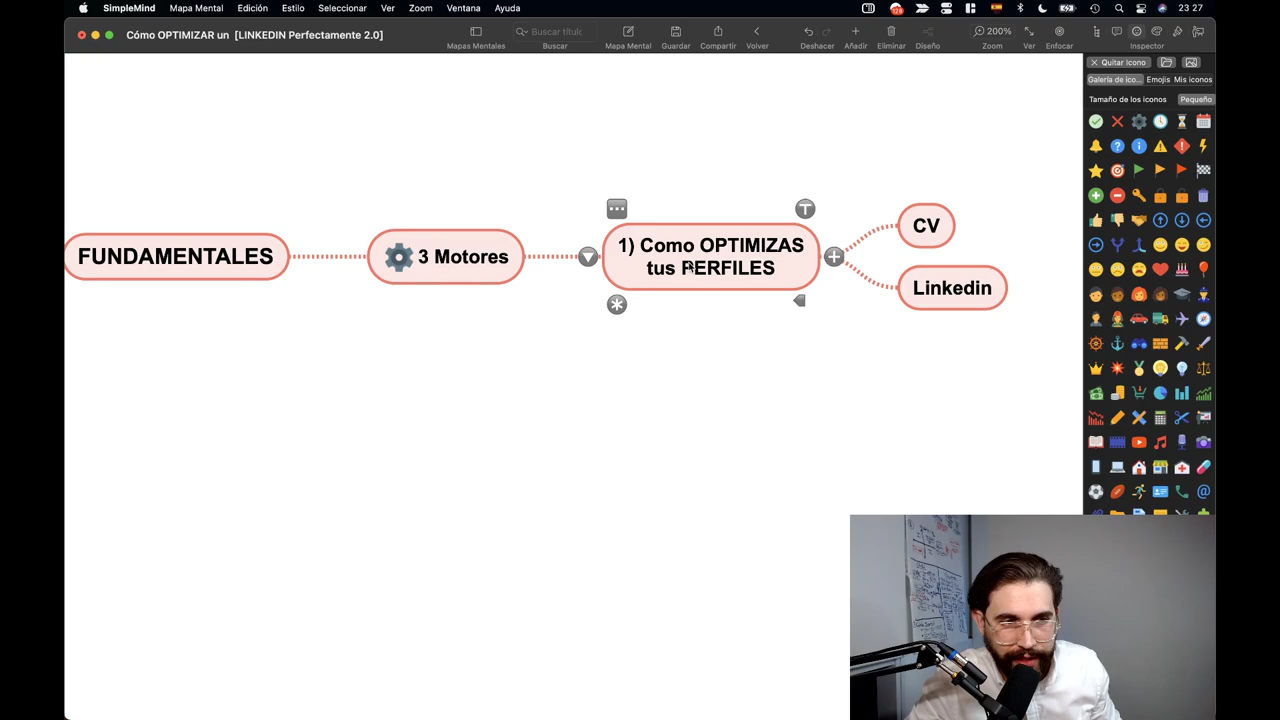 SimpleMind Mapa Mental Edición Estilo Seleccionar Ver Zoom Ventana Ayuda 23 27
Cómo OPTIMIZAR un [LINKEDIN Perfectamente 2.0]
Buscar títulc
200%
Mapas Mentales Buscar Mapa Mental Guardar Compartir Volver Deshacer Añadir Eliminar Diseño Zoom Ver Enfocar Inspector
Quitar Icono
Galería de ico... Emojis Mis iconos
Tamaño de los iconos Pequeño
FUNDAMENTALES
3 Motores
1) Como OPTIMIZAS
tus PERFILES
CV
Linkedin